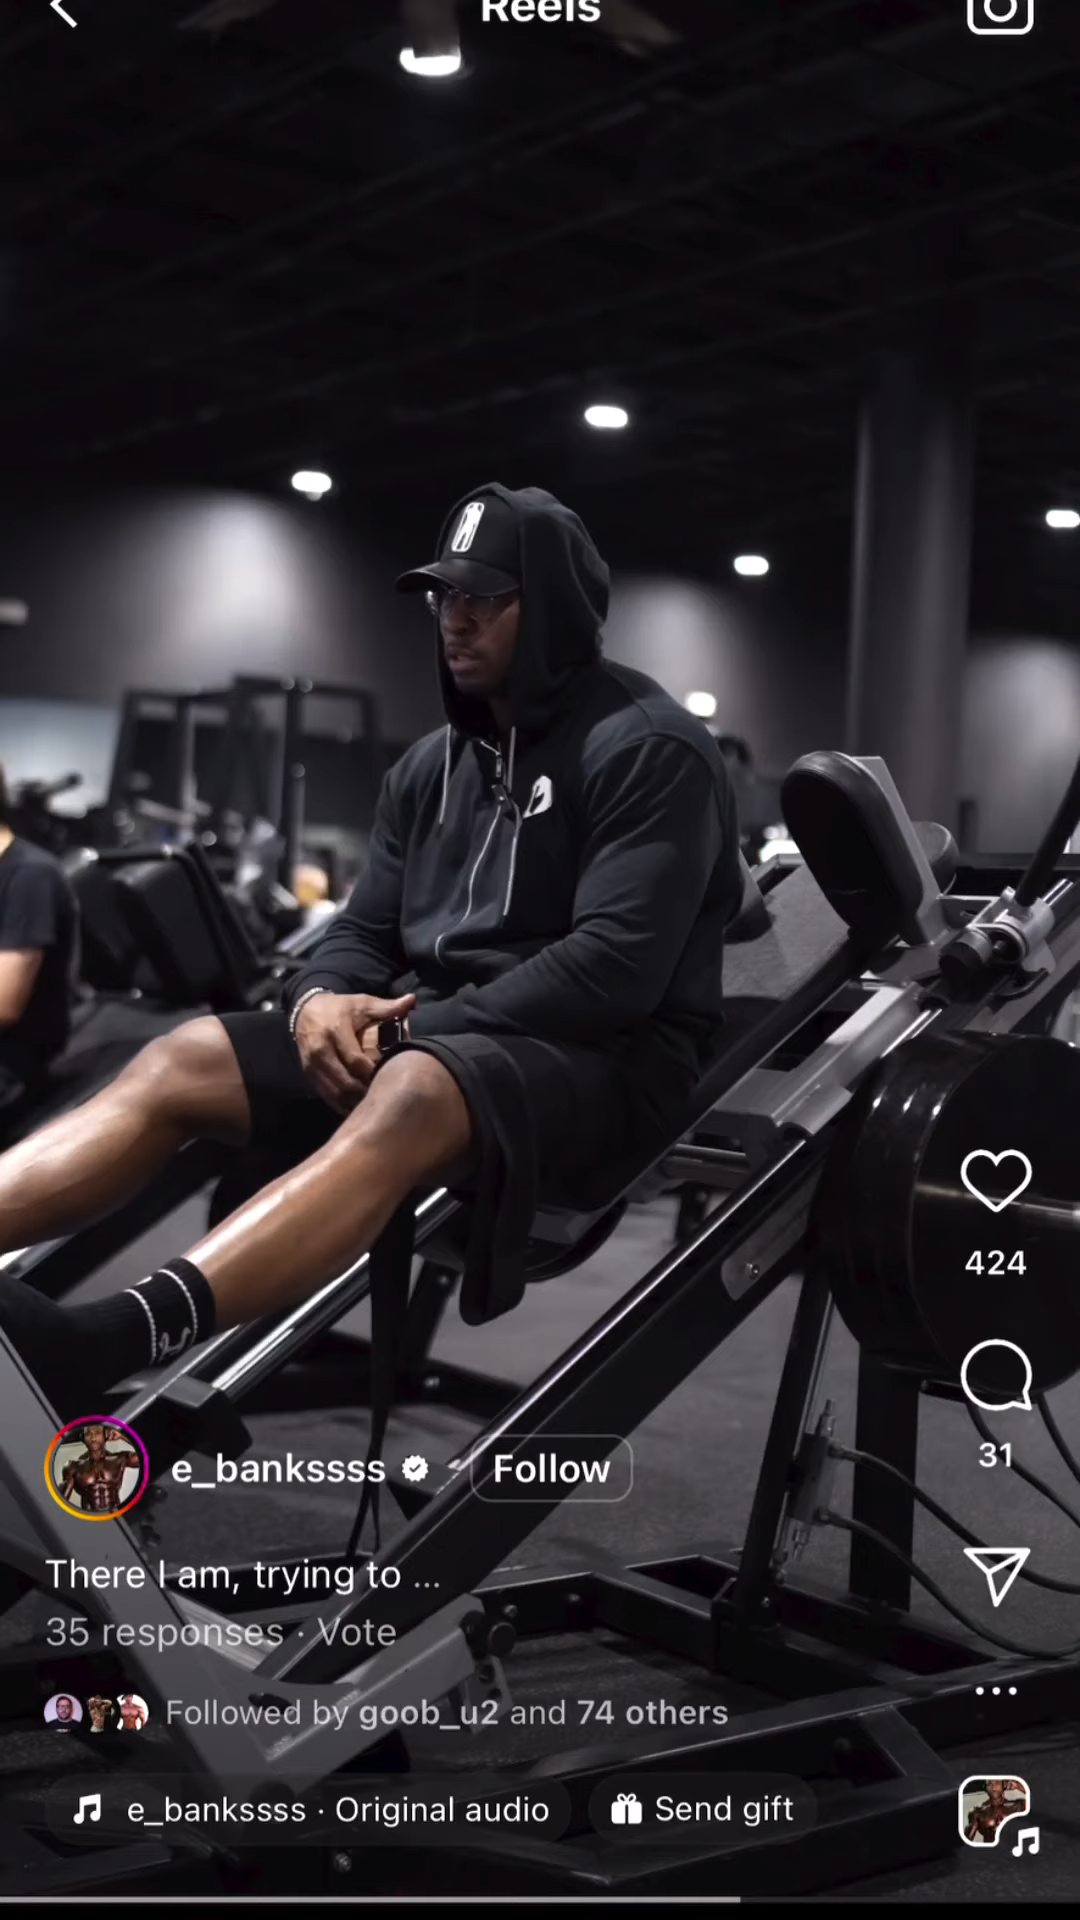 Reels
424
31
e_bankssss
Follow
There I am, trying to ...
35 responses · Vote
Followed by goob_u2 and 74 others
e_bankssss · Original audio
Send gift